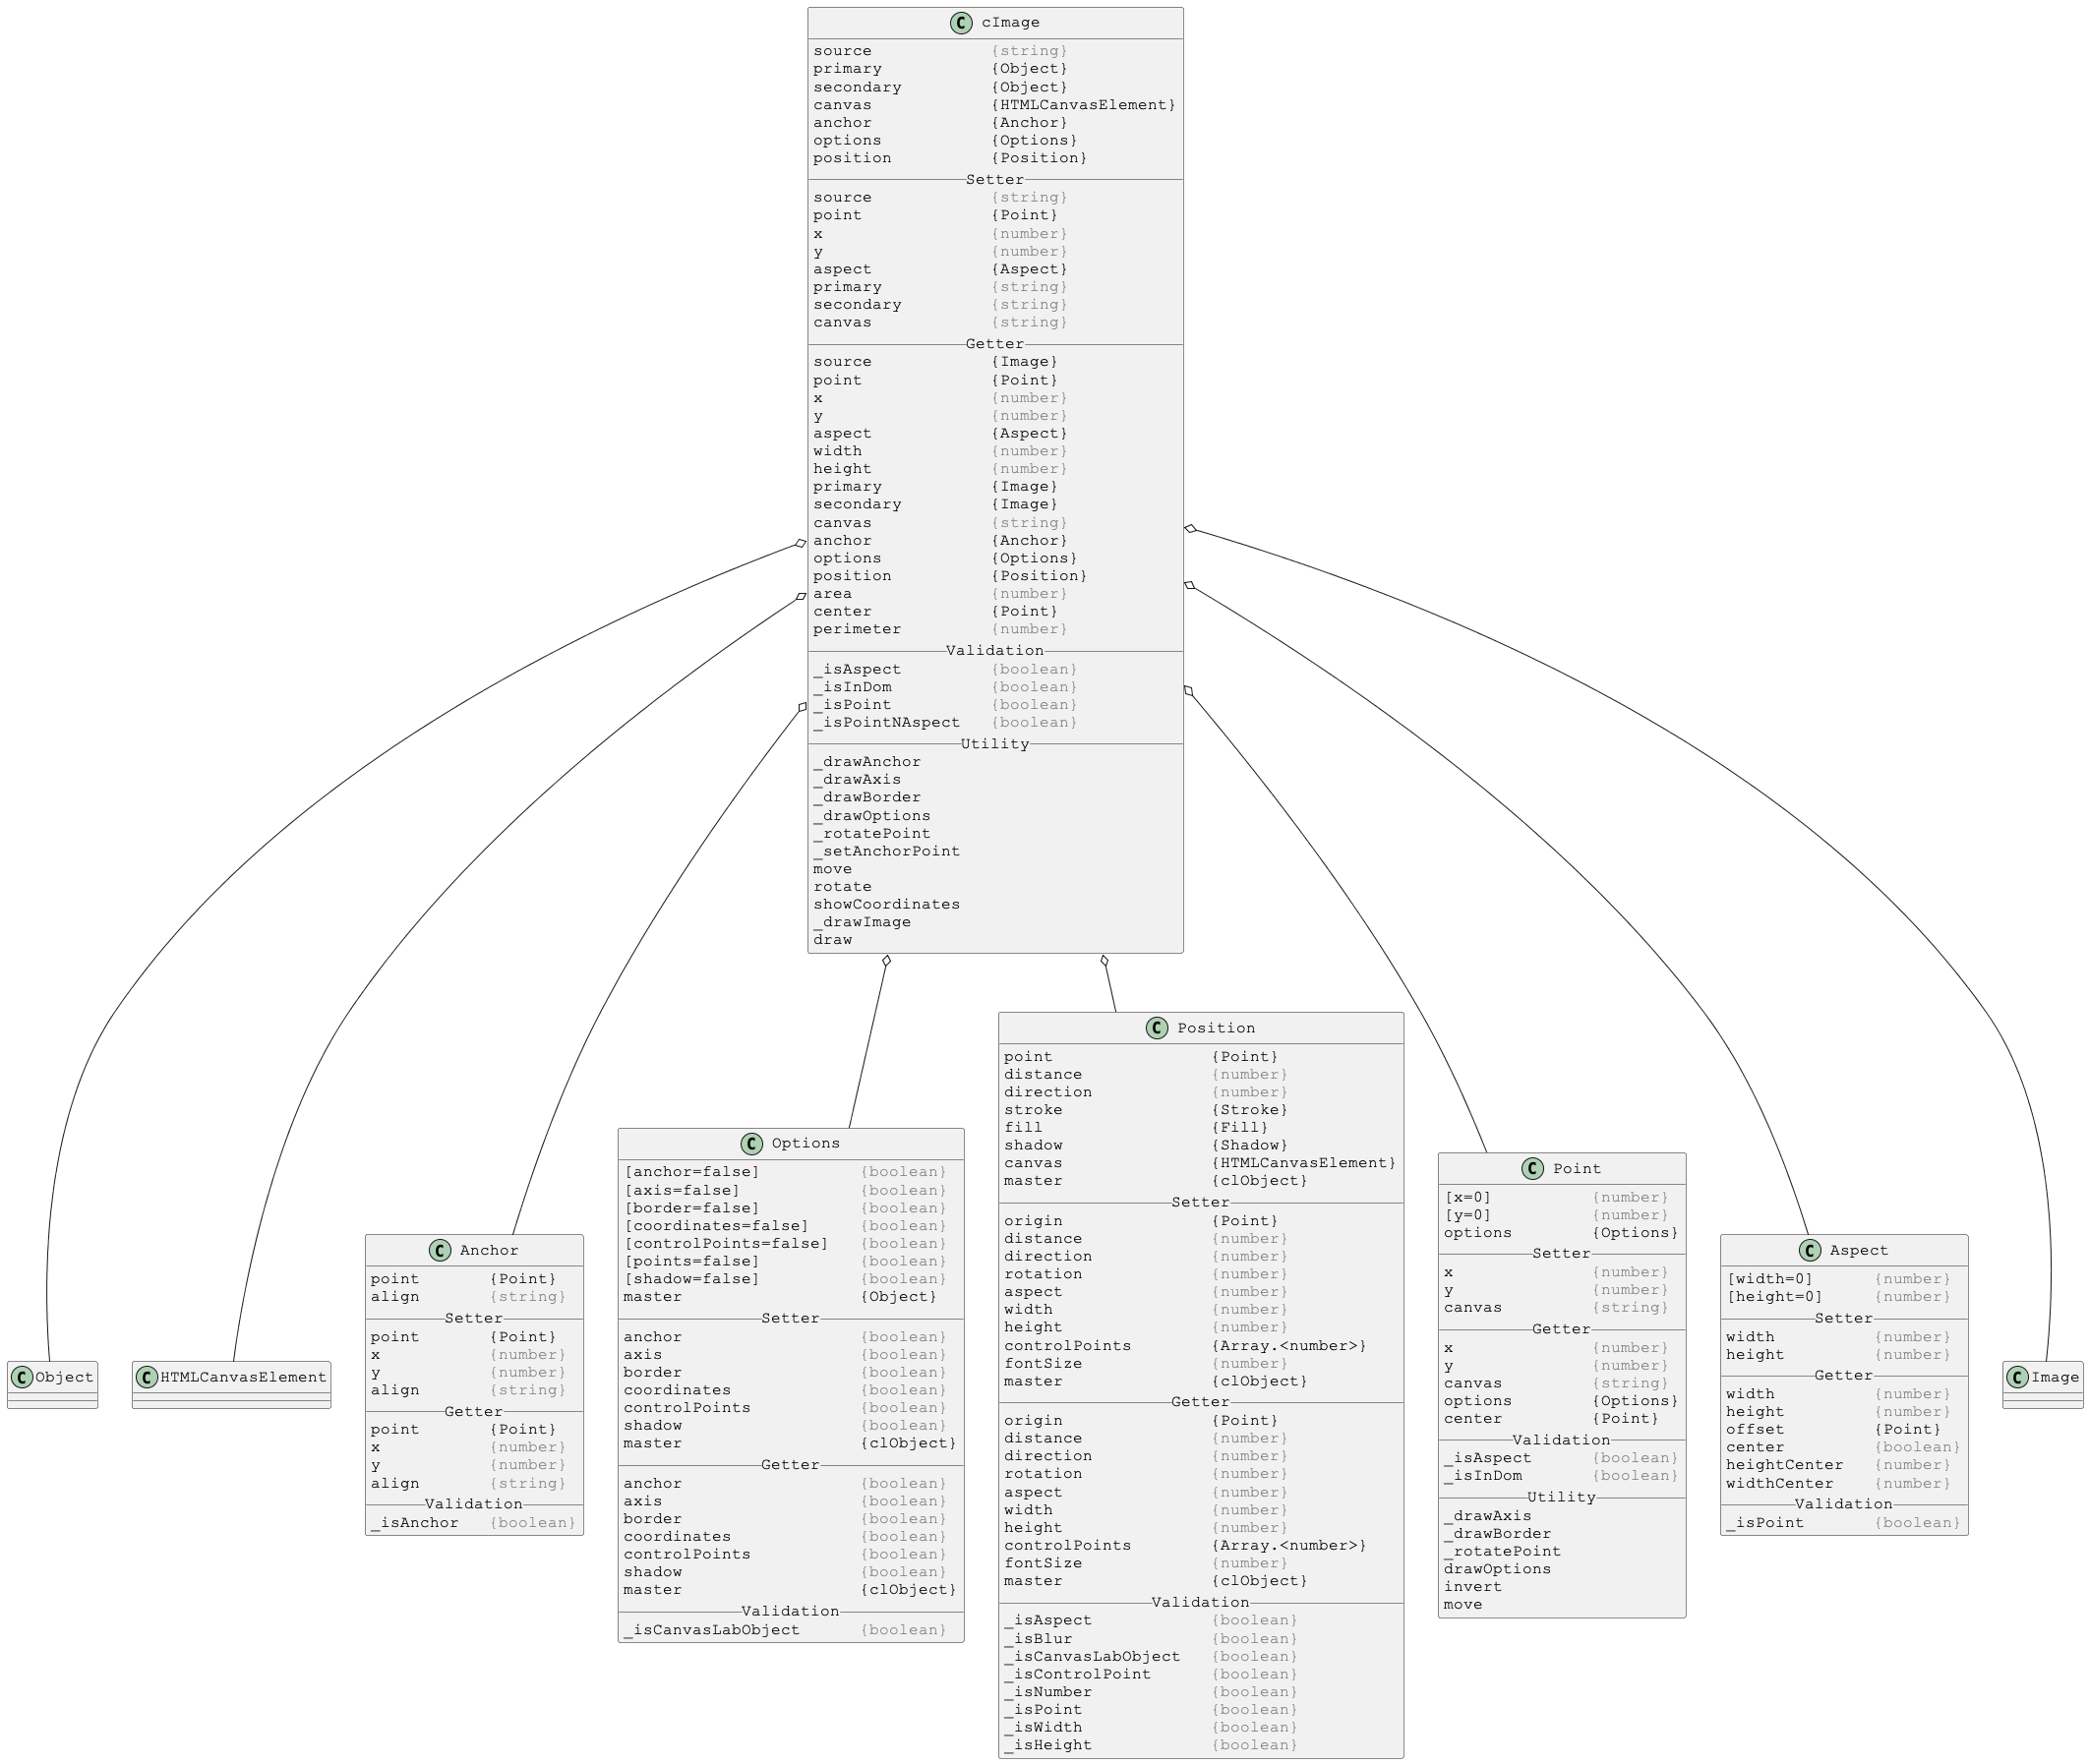 C cImage
source {string}
primary {Object}
secondary {Object}
canvas {HTMLCanvasElement}
anchor {Anchor}
options {Options}
position {Position}
Setter
source {string}
point {Point}
x {number}
y {number}
aspect {Aspect}
primary {string}
secondary {string}
canvas {string}
Getter
source {Image}
point {Point}
x {number}
y {number}
aspect {Aspect}
width {number}
height {number}
primary {Image}
secondary {Image}
canvas {string}
anchor {Anchor}
options {Options}
position {Position}
area {number}
center {Point}
perimeter {number}
Validation
_isAspect {boolean}
_isInDom {boolean}
_isPoint {boolean}
_isPointNAspect {boolean}
Utility
_drawAnchor
_drawAxis
_drawBorder
_drawOptions
_rotatePoint
_setAnchorPoint
move
rotate
showCoordinates
_drawImage
draw
C Object
C HTMLCanvasElement
C Anchor
point {Point}
align {string}
Setter
point {Point}
x {number}
y {number}
align {string}
Getter
point {Point}
x {number}
y {number}
align {string}
Validation
_isAnchor {boolean}
C Options
[anchor=false] {boolean}
[axis=false] {boolean}
[border=false] {boolean}
[coordinates=false] {boolean}
[controlPoints=false] {boolean}
[points=false] {boolean}
[shadow=false] {boolean}
master {Object}
Setter
anchor {boolean}
axis {boolean}
border {boolean}
coordinates {boolean}
controlPoints {boolean}
shadow {boolean}
master {clObject}
Getter
anchor {boolean}
axis {boolean}
border {boolean}
coordinates {boolean}
controlPoints {boolean}
shadow {boolean}
master {clObject}
Validation
_isCanvasLabObject {boolean}
C Position
point {Point}
distance {number}
direction {number}
stroke {Stroke}
fill {Fill}
shadow {Shadow}
canvas {HTMLCanvasElement}
master {clObject}
Setter
origin {Point}
distance {number}
direction {number}
rotation {number}
aspect {number}
width {number}
height {number}
controlPoints {Array.<number>}
fontSize {number}
master {clObject}
Getter
origin {Point}
distance {number}
direction {number}
rotation {number}
aspect {number}
width {number}
height {number}
controlPoints {Array.<number>}
fontSize {number}
master {clObject}
Validation
_isAspect {boolean}
_isBlur {boolean}
_isCanvasLabObject {boolean}
_isControlPoint {boolean}
_isNumber {boolean}
_isPoint {boolean}
_isWidth {boolean}
_isHeight {boolean}
C Point
[x=0] {number}
[y=0] {number}
options {Options}
Setter
x {number}
y {number}
canvas {string}
Getter
x {number}
y {number}
canvas {string}
options {Options}
center {Point}
Validation
_isAspect {boolean}
_isInDom {boolean}
Utility
_drawAxis
_drawBorder
_rotatePoint
drawOptions
invert
move
C Aspect
[width=0] {number}
[height=0] {number}
Setter
width {number}
height {number}
Getter
width {number}
height {number}
offset {Point}
center {boolean}
heightCenter {number}
widthCenter {number}
Validation
_isPoint {boolean}
C Image